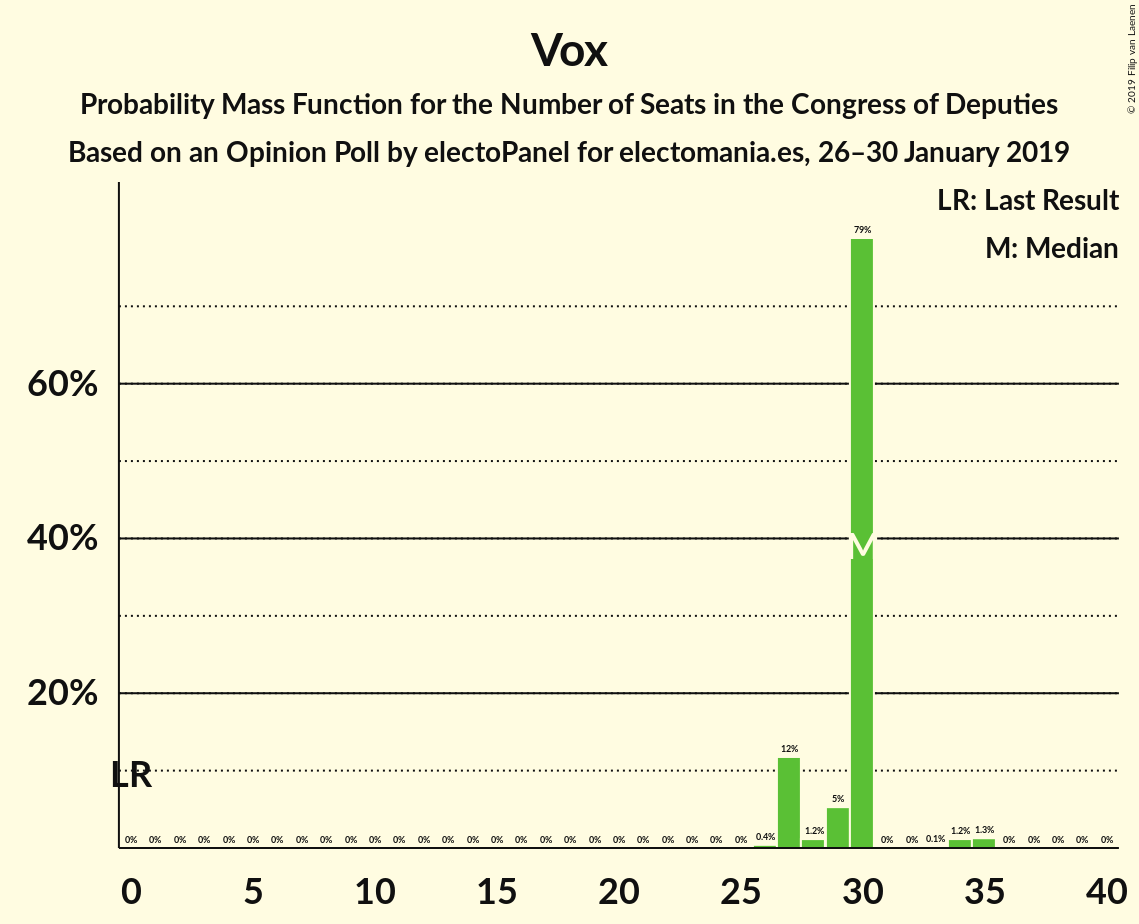 Vox
Probability Mass Function for the Number of Seats in the Congress of Deputies
Based on an Opinion Poll by electoPanel for electomania.es, 26–30 January 2019
© 2019 Filip van Laenen
LR: Last Result
M: Median
79%
60%
40%
M
20%
12%
LR
5%
0% 0% 0% 0% 0% 0% 0% 0% 0% 0% 0% 0% 0% 0% 0% 0% 0% 0% 0% 0% 0% 0% 0% 0% 0% 0% 0.4% 1.2% 0% 0% 0.1% 1.2% 1.3% 0% 0% 0% 0% 0%
0 5 10 15 20 25 30 35 40